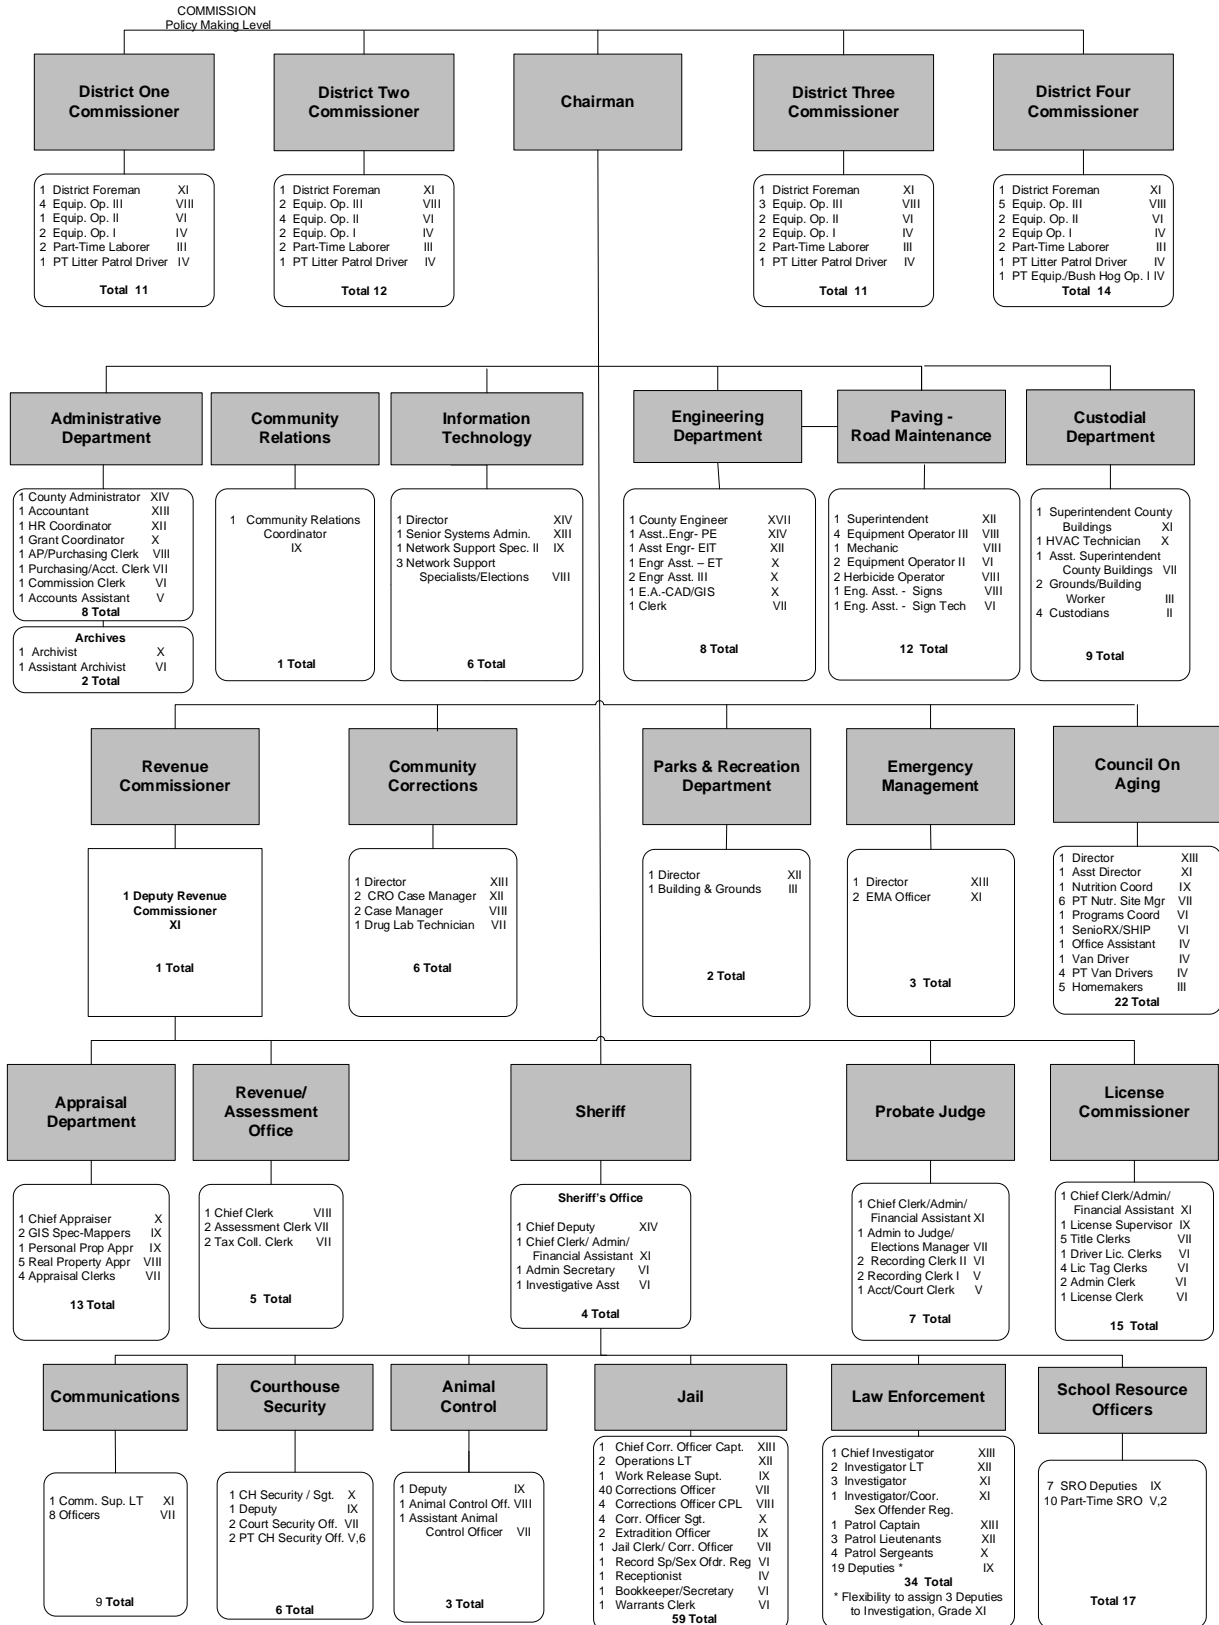 COMMISSION
Policy Making Level
District One
Commissioner
District Two
Commissioner
Chairman
District Three
Commissioner
District Four
Commissioner
1 District Foreman XI
4 Equip. Op. III VIII
1 Equip. Op. II VI
2 Equip. Op. I IV
2 Part-Time Laborer III
1 PT Litter Patrol Driver IV
Total 11
1 District Foreman XI
2 Equip. Op. III VIII
4 Equip. Op. II VI
2 Equip. Op. I IV
2 Part-Time Laborer III
1 PT Litter Patrol Driver IV
Total 12
1 District Foreman XI
3 Equip. Op. III VIII
2 Equip. Op. II VI
2 Equip. Op. I IV
2 Part-Time Laborer III
1 PT Litter Patrol Driver IV
Total 11
1 District Foreman XI
5 Equip. Op. III VIII
2 Equip. Op. II VI
2 Equip Op. I IV
2 Part-Time Laborer III
1 PT Litter Patrol Driver IV
1 PT Equip./Bush Hog Op. I IV
Total 14
Administrative
Department
Community
Relations
Information
Technology
Engineering
Department
Paving -
Road Maintenance
Custodial
Department
1 County Administrator XIV
1 Accountant XIII
1 HR Coordinator XII
1 Grant Coordinator X
1 AP/Purchasing Clerk VIII
1 Purchasing/Acct. Clerk VII
1 Commission Clerk VI
1 Accounts Assistant V
8 Total
Archives
1 Archivist X
1 Assistant Archivist VI
2 Total
1 Community Relations
Coordinator
IX
1 Total
1 Director XIV
1 Senior Systems Admin. XIII
1 Network Support Spec. II IX
3 Network Support
Specialists/Elections VIII
6 Total
1 County Engineer XVII
1 Asst..Engr- PE XIV
1 Asst Engr- EIT XII
1 Engr Asst. – ET X
2 Engr Asst. III X
1 E.A.-CAD/GIS X
1 Clerk VII
8 Total
1 Superintendent XII
4 Equipment Operator III VIII
1 Mechanic VIII
2 Equipment Operator II VI
2 Herbicide Operator VIII
1 Eng. Asst. - Signs VIII
1 Eng. Asst. - Sign Tech VI
12 Total
1 Superintendent County
Buildings XI
1 HVAC Technician X
1 Asst. Superintendent
County Buildings VII
2 Grounds/Building
Worker III
4 Custodians II
9 Total
Revenue
Commissioner
Community
Corrections
Parks & Recreation
Department
Emergency
Management
Council On
Aging
1 Deputy Revenue
Commissioner
XI
1 Total
1 Director XIII
2 CRO Case Manager XII
2 Case Manager VIII
1 Drug Lab Technician VII
6 Total
1 Director XII
1 Building & Grounds III
2 Total
1 Director XIII
2 EMA Officer XI
3 Total
1 Director XIII
1 Asst Director XI
1 Nutrition Coord IX
6 PT Nutr. Site Mgr VII
1 Programs Coord VI
1 SenioRX/SHIP VI
1 Office Assistant IV
1 Van Driver IV
4 PT Van Drivers IV
5 Homemakers III
22 Total
Appraisal
Department
Revenue/
Assessment
Office
Sheriff
Probate Judge
License
Commissioner
1 Chief Appraiser X
2 GIS Spec-Mappers IX
1 Personal Prop Appr IX
5 Real Property Appr VIII
4 Appraisal Clerks VII
13 Total
1 Chief Clerk VIII
2 Assessment Clerk VII
2 Tax Coll. Clerk VII
5 Total
Sheriff's Office
1 Chief Deputy XIV
1 Chief Clerk/ Admin/
Financial Assistant XI
1 Admin Secretary VI
1 Investigative Asst VI
4 Total
1 Chief Clerk/Admin/
Financial Assistant XI
1 Admin to Judge/
Elections Manager VII
2 Recording Clerk II VI
2 Recording Clerk I V
1 Acct/Court Clerk V
7 Total
1 Chief Clerk/Admin/
Financial Assistant XI
1 License Supervisor IX
5 Title Clerks VII
1 Driver Lic. Clerks VI
4 Lic Tag Clerks VI
2 Admin Clerk VI
1 License Clerk VI
15 Total
Communications
Courthouse
Security
Animal
Control
Jail
Law Enforcement
School Resource
Officers
1 Comm. Sup. LT XI
8 Officers VII
9 Total
1 CH Security / Sgt. X
1 Deputy IX
2 Court Security Off. VII
2 PT CH Security Off. V,6
6 Total
1 Deputy IX
1 Animal Control Off. VIII
1 Assistant Animal
Control Officer VII
3 Total
1 Chief Corr. Officer Capt. XIII
2 Operations LT XII
1 Work Release Supt. IX
40 Corrections Officer VII
4 Corrections Officer CPL VIII
4 Corr. Officer Sgt. X
2 Extradition Officer IX
1 Jail Clerk/ Corr. Officer VII
1 Record Sp/Sex Ofdr. Reg VI
1 Receptionist IV
1 Bookkeeper/Secretary VI
1 Warrants Clerk VI
59 Total
1 Chief Investigator XIII
2 Investigator LT XII
3 Investigator XI
1 Investigator/Coor. XI
Sex Offender Reg.
1 Patrol Captain XIII
3 Patrol Lieutenants XII
4 Patrol Sergeants X
19 Deputies * IX
34 Total
* Flexibility to assign 3 Deputies
to Investigation, Grade XI
7 SRO Deputies IX
10 Part-Time SRO V,2
Total 17